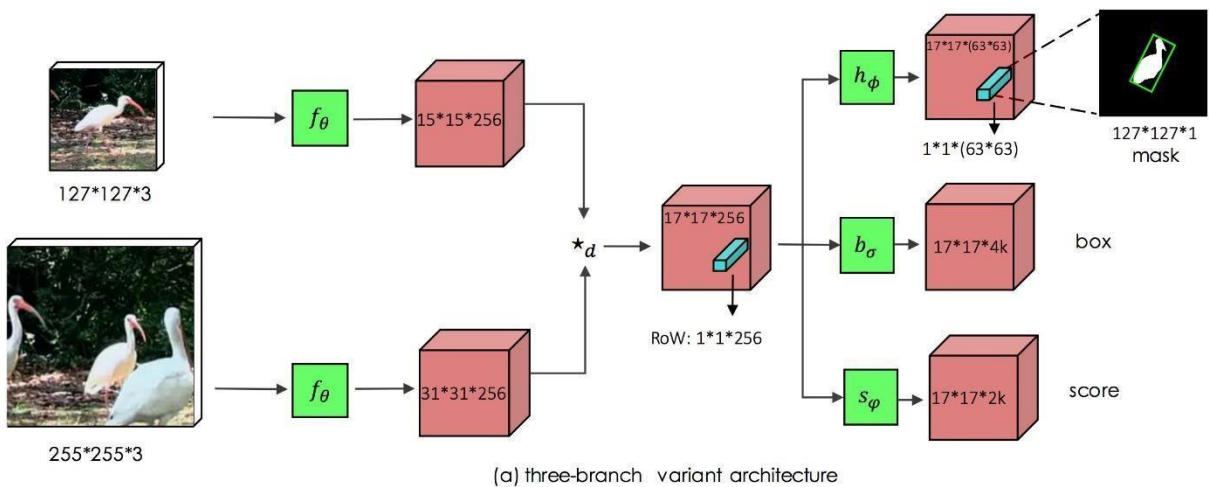 127*127*3
f_θ
15*15*256
255*255*3
f_θ
31*31*256
⋆_d
17*17*256
RoW: 1*1*256
h_ϕ
17*17*(63*63)
1*1*(63*63)
127*127*1
mask
b_σ
17*17*4k
box
s_φ
17*17*2k
score
(a) three-branch variant architecture